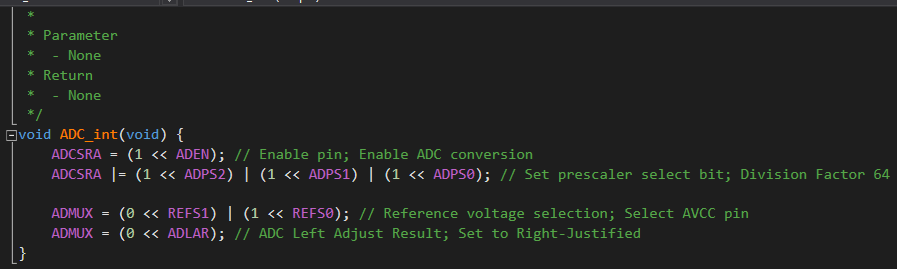 *
* Parameter
*  - None
* Return
*  - None
*/
void ADC_int(void) {
    ADCSRA = (1 << ADEN); // Enable pin; Enable ADC conversion
    ADCSRA |= (1 << ADPS2) | (1 << ADPS1) | (1 << ADPS0); // Set prescaler select bit; Division Factor 64

    ADMUX = (0 << REFS1) | (1 << REFS0); // Reference voltage selection; Select AVCC pin
    ADMUX = (0 << ADLAR); // ADC Left Adjust Result; Set to Right-Justified
}